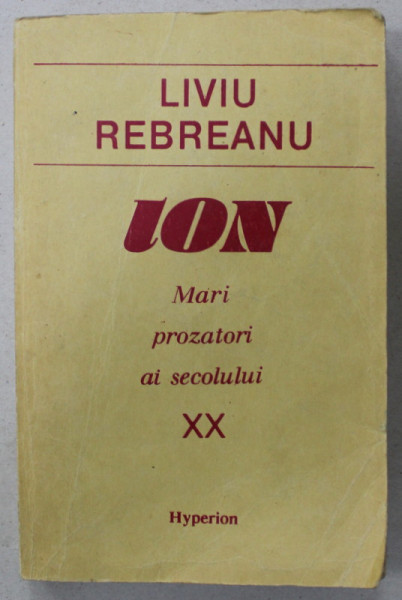 LIVIU
REBREANU
ION
Mari
prozatori
ai secolului
XX
Hyperion